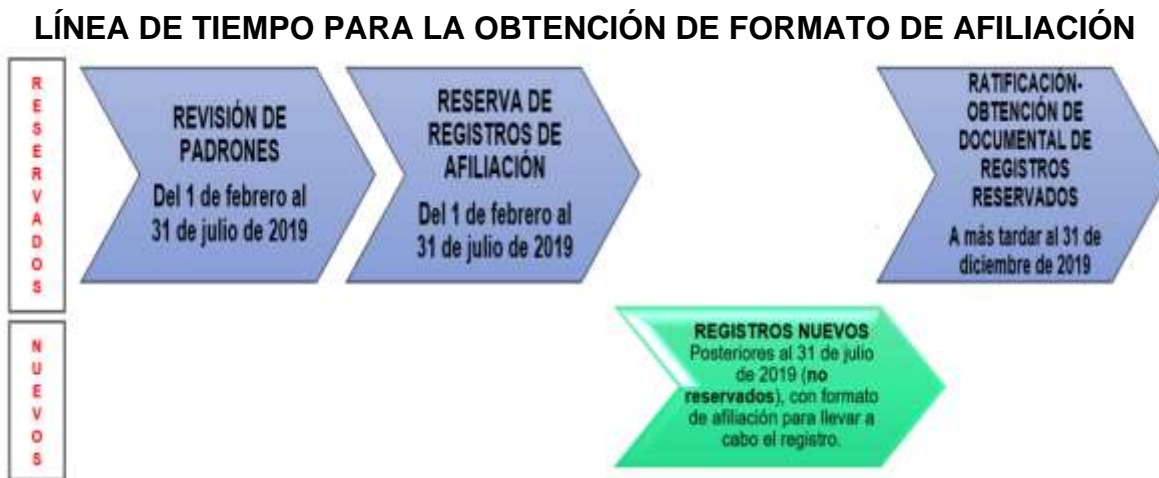 LÍNEA DE TIEMPO PARA LA OBTENCIÓN DE FORMATO DE AFILIACIÓN
RESERVADOS
REVISIÓN DE
PADRONES
Del 1 de febrero al
31 de julio de 2019
RESERVA DE
REGISTROS DE
AFILIACIÓN
Del 1 de febrero al
31 de julio de 2019
RATIFICACIÓN-
OBTENCIÓN DE
DOCUMENTAL DE
REGISTROS
RESERVADOS
A más tardar al 31 de
diciembre de 2019
NUEVOS
REGISTROS NUEVOS
Posteriores al 31 de julio
de 2019 (no
reservados), con formato
de afiliación para llevar a
cabo el registro.